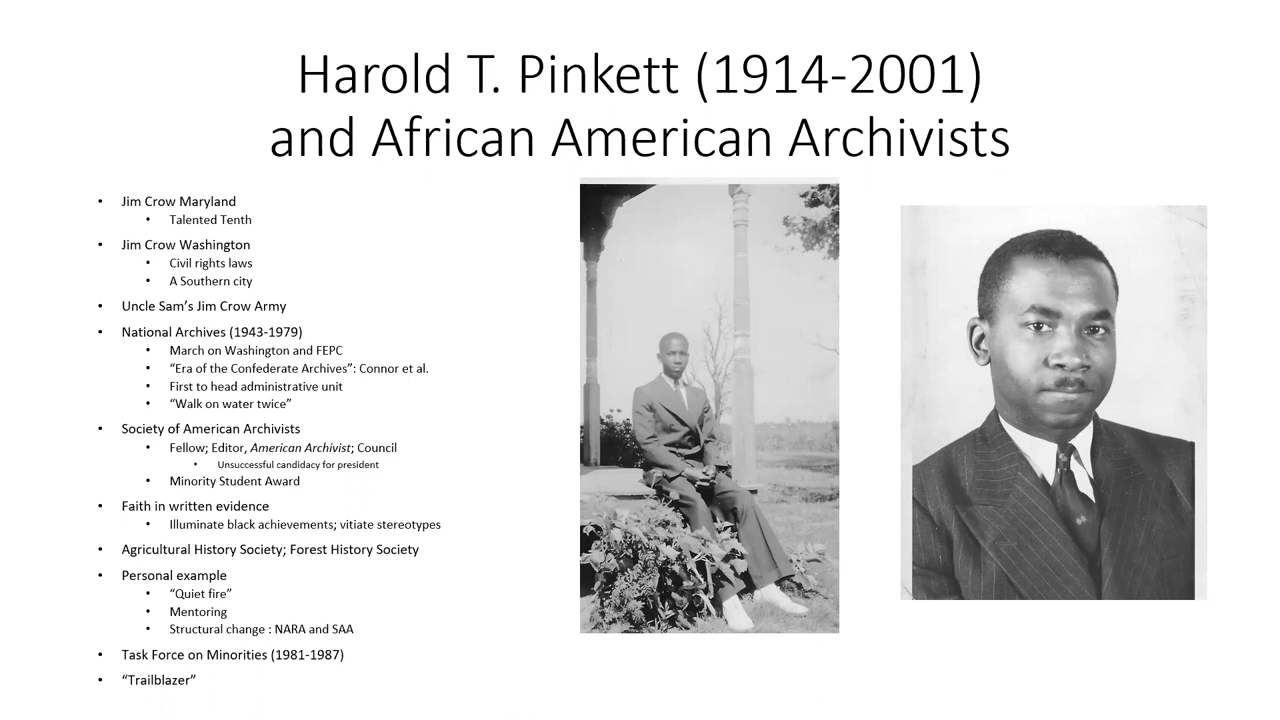 Harold T. Pinkett (1914-2001)
and African American Archivists
• Jim Crow Maryland
• Talented Tenth
• Jim Crow Washington
• Civil rights laws
• A Southern city
• Uncle Sam’s Jim Crow Army
• National Archives (1943-1979)
• March on Washington and FEPC
• “Era of the Confederate Archives”: Connor et al.
• First to head administrative unit
• “Walk on water twice”
• Society of American Archivists
• Fellow; Editor, American Archivist; Council
• Unsuccessful candidacy for president
• Minority Student Award
• Faith in written evidence
• Illuminate black achievements; vitiate stereotypes
• Agricultural History Society; Forest History Society
• Personal example
• “Quiet fire”
• Mentoring
• Structural change : NARA and SAA
• Task Force on Minorities (1981-1987)
• “Trailblazer”